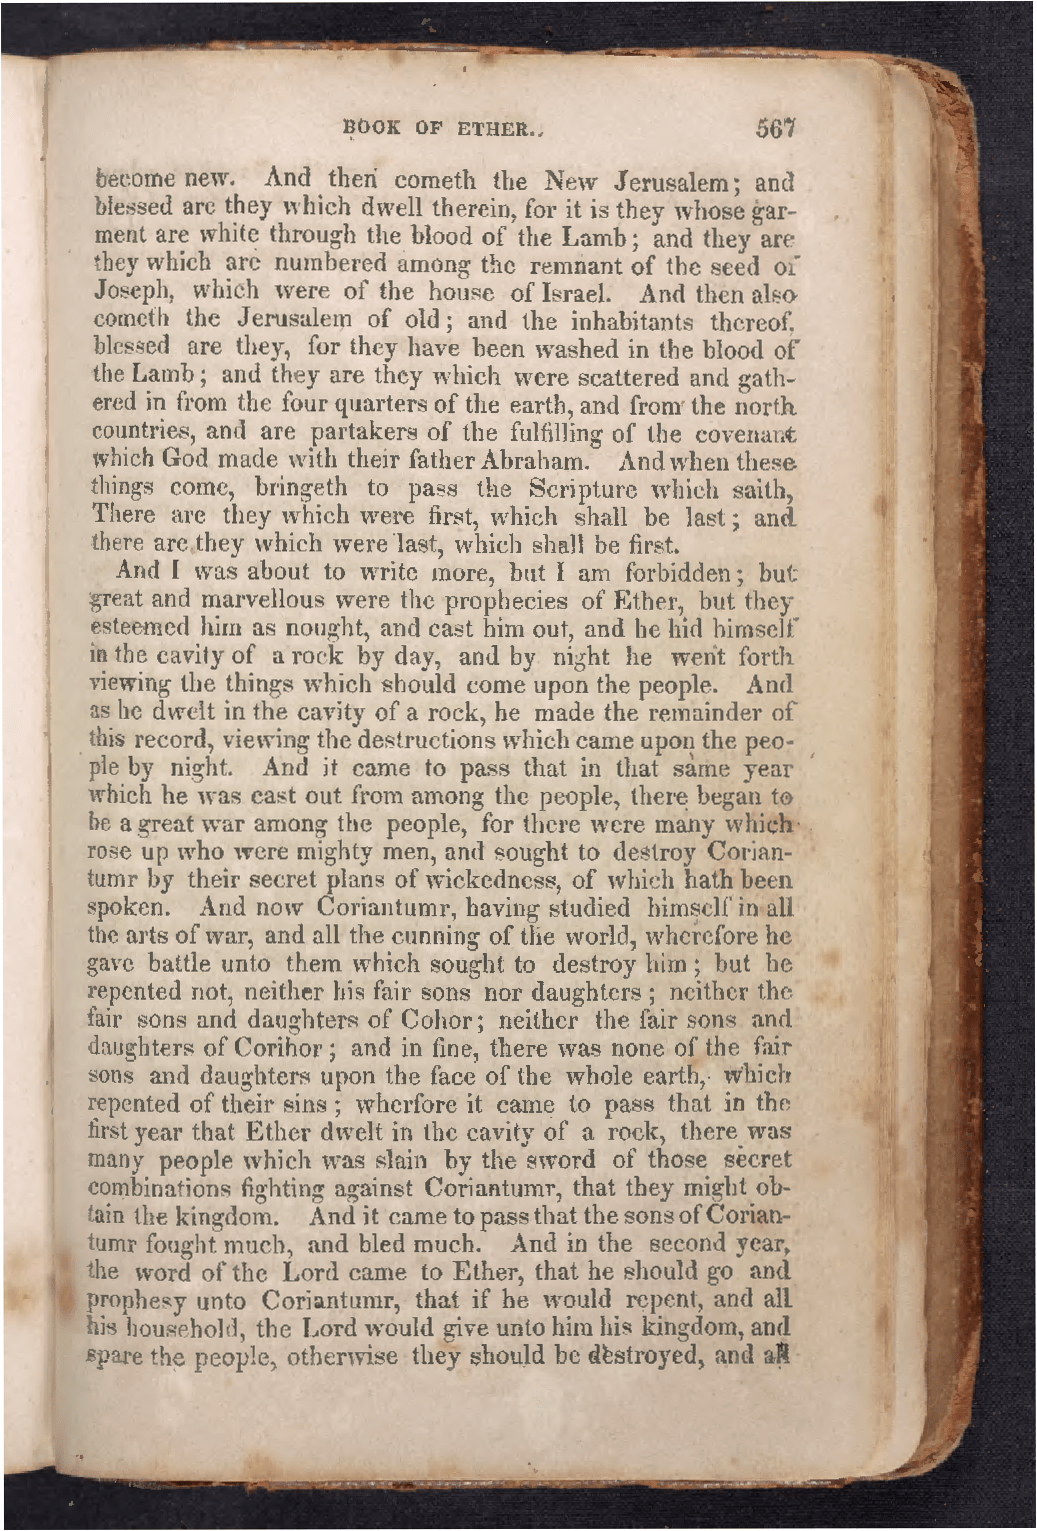 BOOK OF ETHER. 567
become new. And then cometh the New Jerusalem; and
blessed are they which dwell therein, for it is they whose gar-
ment are white through the blood of the Lamb; and they are
they which are numbered among the remnant of the seed of
Joseph, which were of the house of Israel. And then also
cometh the Jerusalem of old; and the inhabitants thereof,
blessed are they, for they have been washed in the blood of
the Lamb; and they are they which were scattered and gath-
ered in from the four quarters of the earth, and from the north
countries, and are partakers of the fulfilling of the covenant
which God made with their father Abraham. And when these
things come, bringeth to pass the Scripture which saith,
There are they which were first, which shall be last; and
there are they which were last, which shall be first.
And I was about to write more, but I am forbidden; but
great and marvellous were the prophecies of Ether, but they
esteemed him as nought, and cast him out, and he hid himself
in the cavity of a rock by day, and by night he went forth
viewing the things which should come upon the people. And
as he dwelt in the cavity of a rock, he made the remainder of
this record, viewing the destructions which came upon the peo-
ple by night. And it came to pass that in that same year
which he was cast out from among the people, there began to
be a great war among the people, for there were many which
rose up who were mighty men, and sought to destroy Corian-
tumr by their secret plans of wickedness, of which hath been
spoken. And now Coriantumr, having studied himself in all
the arts of war, and all the cunning of the world, wherefore he
gave battle unto them which sought to destroy him; but he
repented not, neither his fair sons nor daughters; neither the
fair sons and daughters of Cohor; neither the fair sons and
daughters of Corihor; and in fine, there was none of the fair
sons and daughters upon the face of the whole earth, which
repented of their sins; wherfore it came to pass that in the
first year that Ether dwelt in the cavity of a rock, there was
many people which was slain by the sword of those secret
combinations fighting against Coriantumr, that they might ob-
tain the kingdom. And it came to pass that the sons of Corian-
tumr fought much, and bled much. And in the second year,
the word of the Lord came to Ether, that he should go and
prophesy unto Coriantumr, that if he would repent, and all
his household, the Lord would give unto him his kingdom, and
spare the people, otherwise they should be destroyed, and all